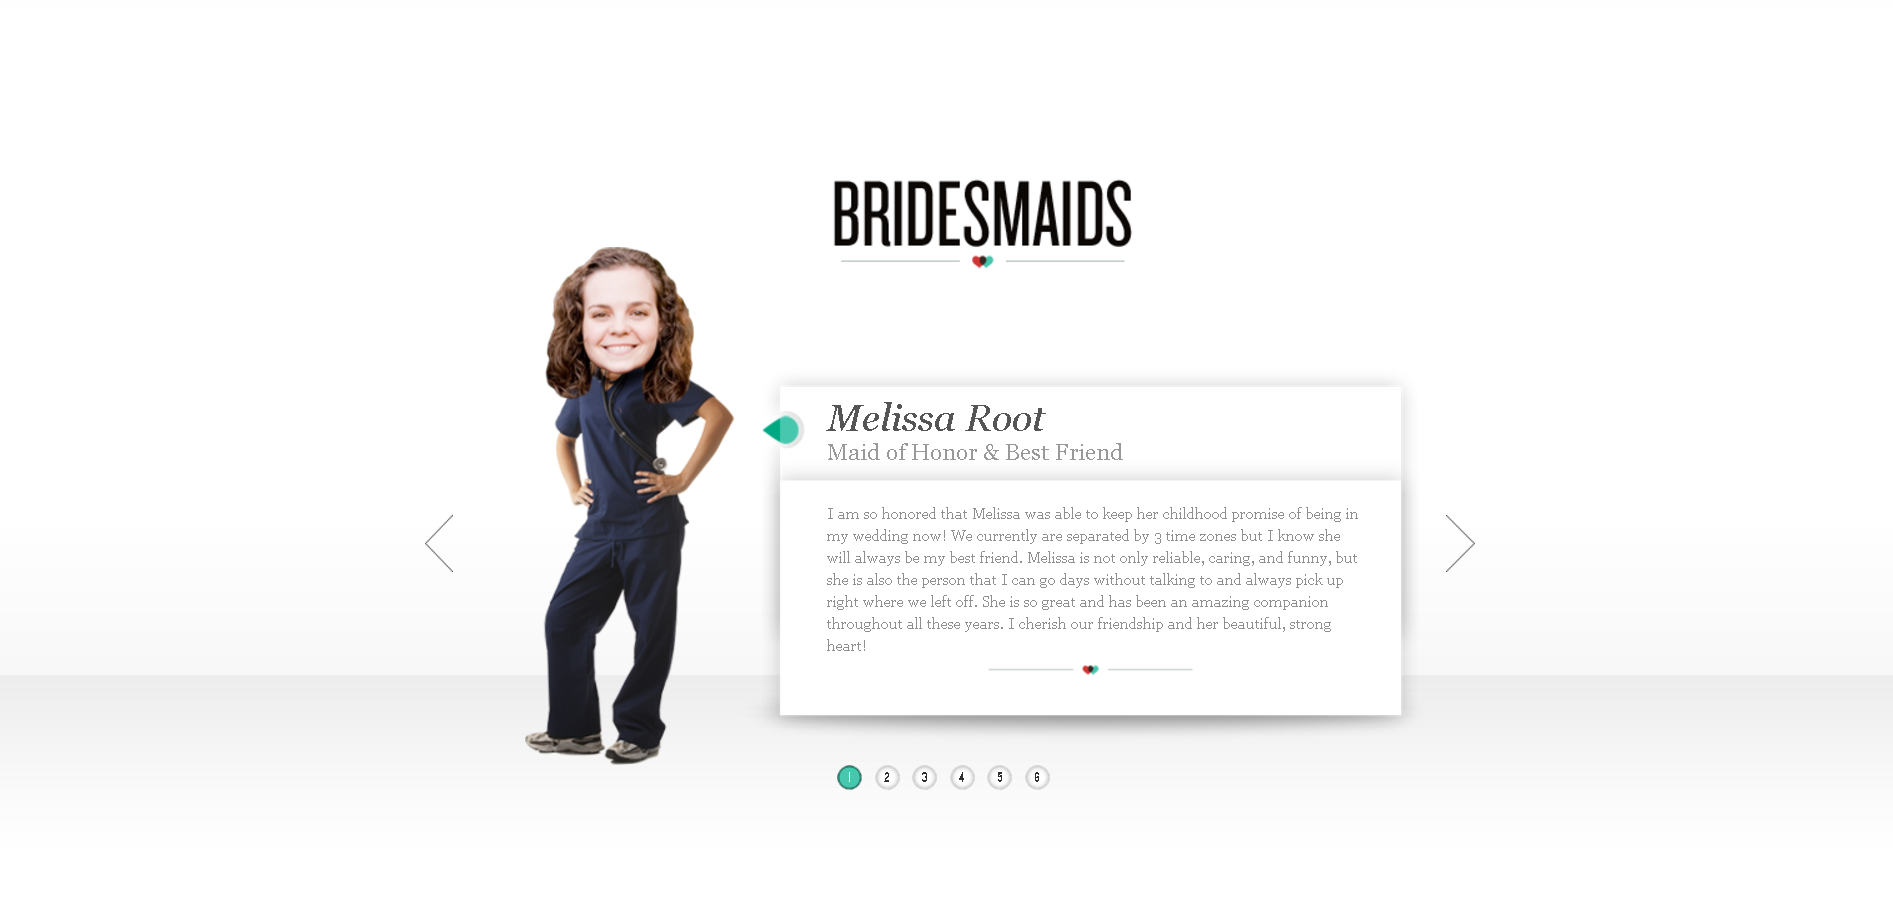 BRIDESMAIDS
Melissa Root
Maid of Honor & Best Friend
I am so honored that Melissa was able to keep her childhood promise of being in
my wedding now! We currently are separated by 3 time zones but I know she
will always be my best friend. Melissa is not only reliable, caring, and funny, but
she is also the person that I can go days without talking to and always pick up
right where we left off. She is so great and has been an amazing companion
throughout all these years. I cherish our friendship and her beautiful, strong
heart!
1 2 3 4 5 6